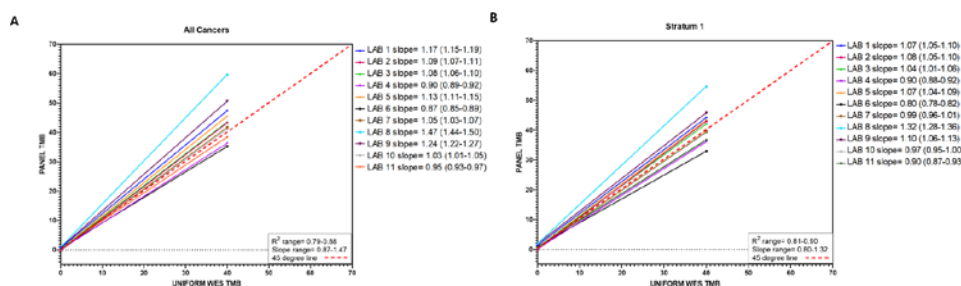 A
All Cancers
PANEL TMB
70
60
50
40
30
20
10
0
0 10 20 30 40 50 60 70
UNIFORM WES TMB
LAB 1 slope= 1.17 (1.15-1.19)
LAB 2 slope= 1.09 (1.07-1.11)
LAB 3 slope= 1.08 (1.06-1.10)
LAB 4 slope= 0.90 (0.89-0.92)
LAB 5 slope= 1.13 (1.11-1.15)
LAB 6 slope= 0.87 (0.85-0.89)
LAB 7 slope= 1.05 (1.03-1.07)
LAB 8 slope= 1.47 (1.44-1.50)
LAB 9 slope= 1.24 (1.22-1.27)
LAB 10 slope= 1.03 (1.01-1.05)
LAB 11 slope= 0.95 (0.93-0.97)
R² range= 0.79-0.88
Slope range= 0.87-1.47
45 degree line
B
Stratum 1
PANEL TMB
70
60
50
40
30
20
10
0
0 10 20 30 40 50 60 70
UNIFORM WES TMB
LAB 1 slope= 1.07 (1.05-1.10)
LAB 2 slope= 1.08 (1.05-1.10)
LAB 3 slope= 1.04 (1.01-1.06)
LAB 4 slope= 0.90 (0.88-0.92)
LAB 5 slope= 1.07 (1.04-1.09)
LAB 6 slope= 0.80 (0.78-0.82)
LAB 7 slope= 0.99 (0.96-1.01)
LAB 8 slope= 1.32 (1.28-1.36)
LAB 9 slope= 1.10 (1.06-1.13)
LAB 10 slope= 0.97 (0.95-1.00
LAB 11 slope= 0.90 (0.87-0.93
R² range= 0.81-0.90
Slope range= 0.80-1.32
45 degree line